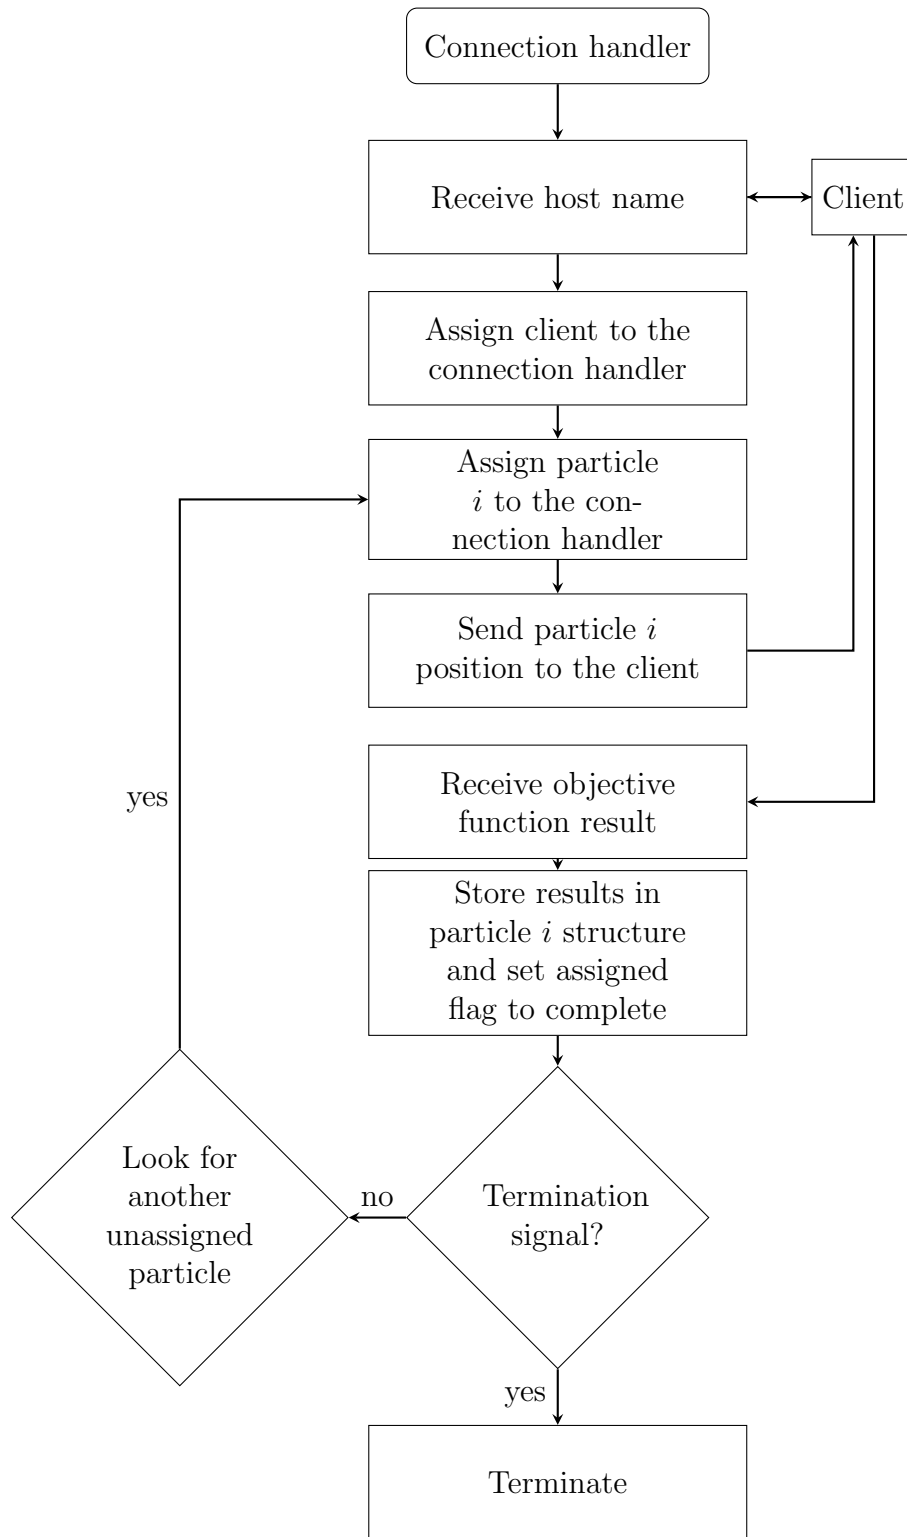 Connection handler
Receive host name
Client
Assign client to the
connection handler
Assign particle
i to the con-
nection handler
Send particle i
position to the client
yes
Receive objective
function result
Store results in
particle i structure
and set assigned
flag to complete
Look for
another
unassigned
particle
no
Termination
signal?
yes
Terminate